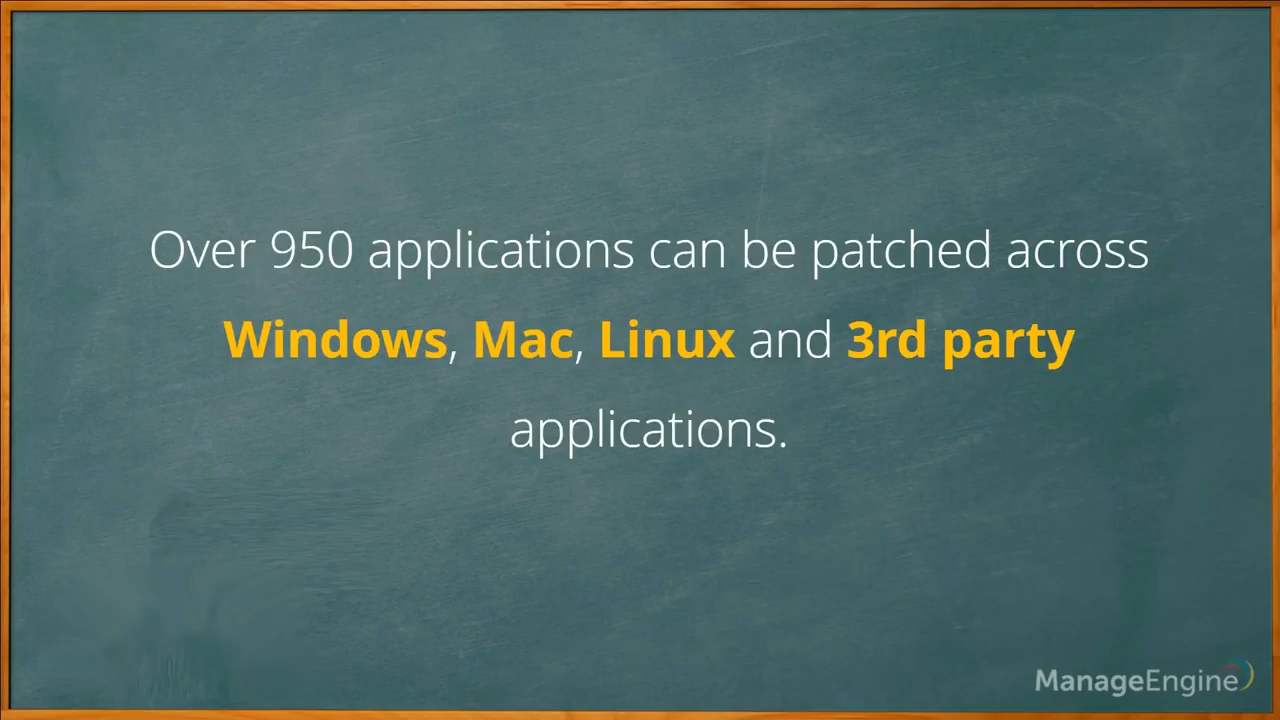 Over 950 applications can be patched across
Windows, Mac, Linux and 3rd party
applications.
ManageEngine